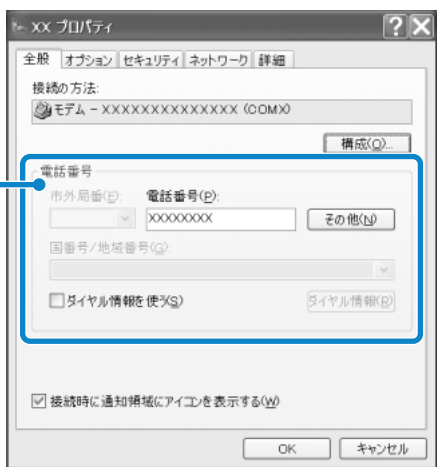 XX プロパティ
全般 オプション セキュリティ ネットワーク 詳細
接続の方法:
モデム - XXXXXXXXXXXXXX (COMX)
構成(O)...
電話番号
市外局番(E): 電話番号(P):
XXXXXXXX その他(N)
国番号/地域番号(G):
ダイヤル情報を使う(S) ダイヤル情報(R)
接続時に通知領域にアイコンを表示する(W)
OK キャンセル